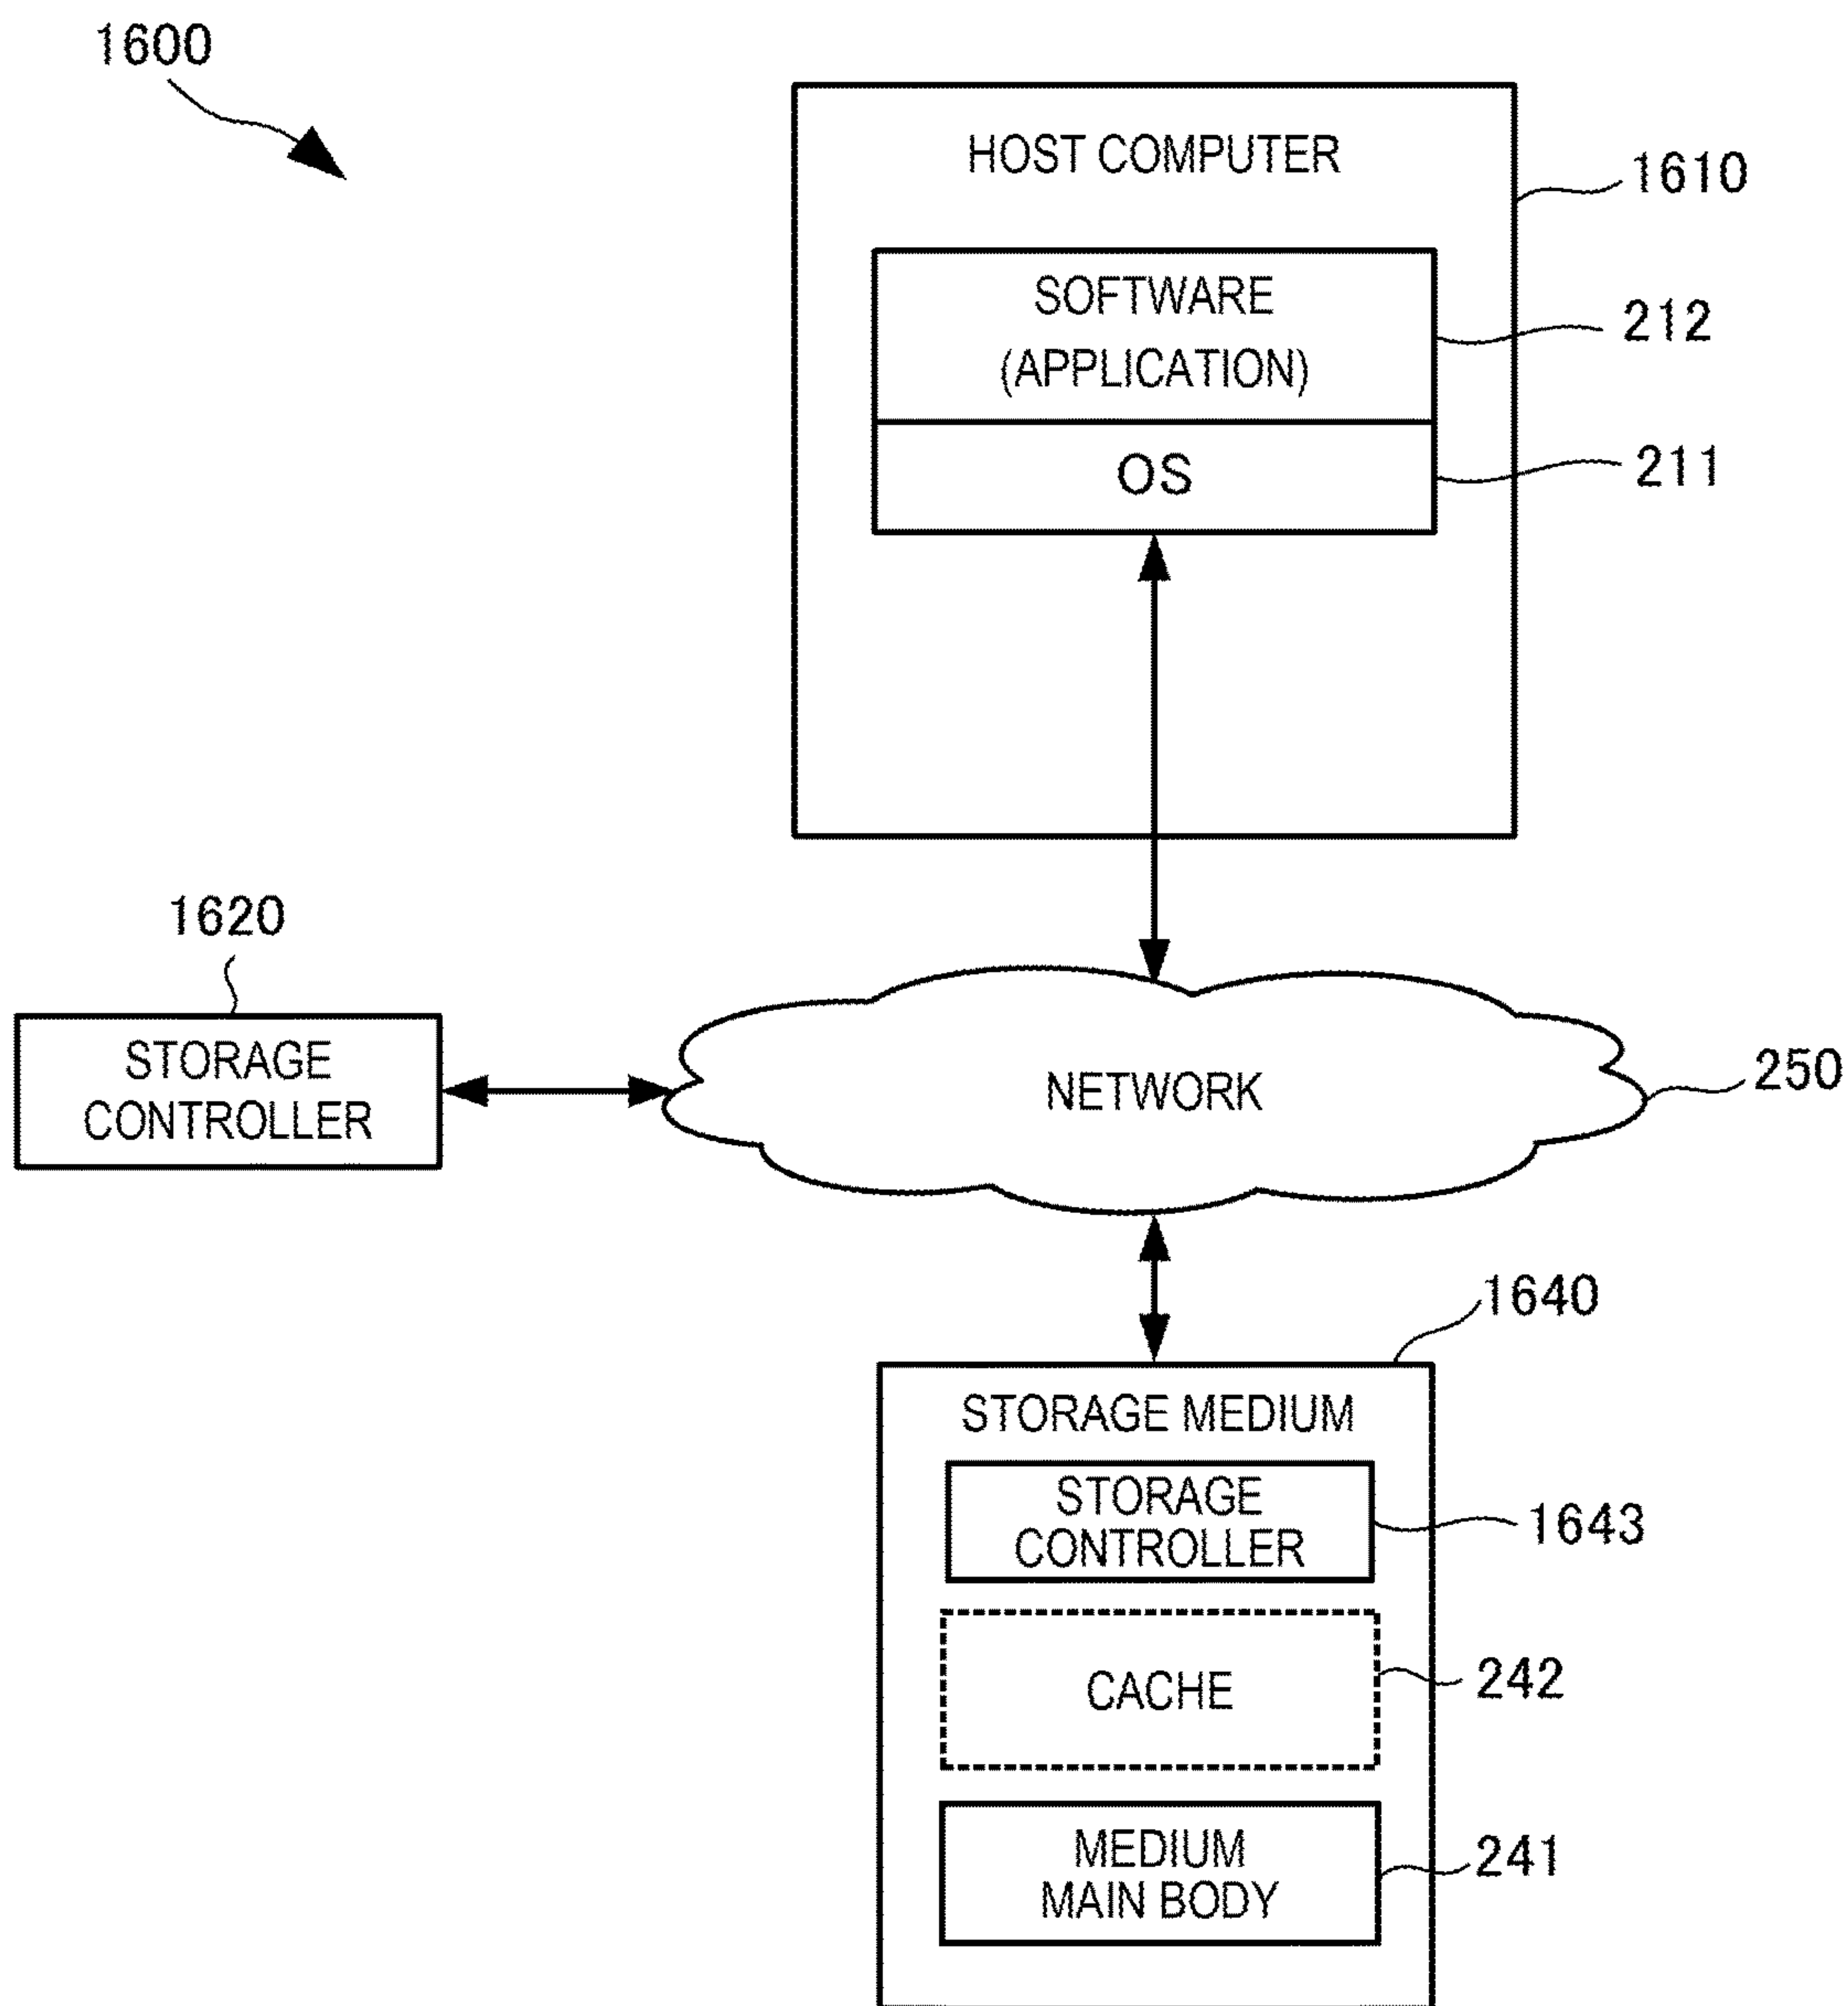 1600
HOST COMPUTER
1610
SOFTWARE
(APPLICATION)
212
OS
211
1620
STORAGE
CONTROLLER
NETWORK
250
1640
STORAGE MEDIUM
STORAGE
CONTROLLER
1643
CACHE
242
MEDIUM
MAIN BODY
241